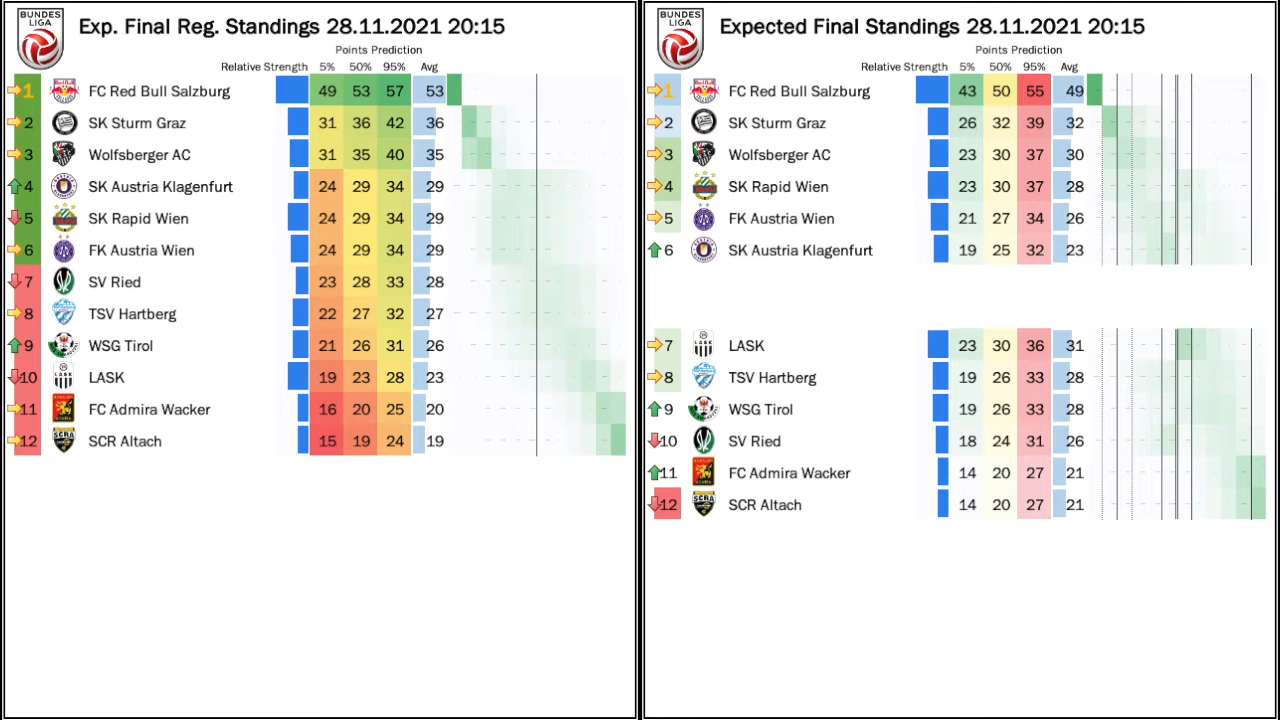 BUNDES
LIGA
Exp. Final Reg. Standings 28.11.2021 20:15
Points Prediction
Relative Strength 5% 50% 95% Avg
1 FC Red Bull Salzburg 49 53 57 53
2 SK Sturm Graz 31 36 42 36
3 Wolfsberger AC 31 35 40 35
4 SK Austria Klagenfurt 24 29 34 29
5 SK Rapid Wien 24 29 34 29
6 FK Austria Wien 24 29 34 29
7 SV Ried 23 28 33 28
8 TSV Hartberg 22 27 32 27
9 WSG Tirol 21 26 31 26
10 LASK 19 23 28 23
11 FC Admira Wacker 16 20 25 20
12 SCR Altach 15 19 24 19
BUNDES
LIGA
Expected Final Standings 28.11.2021 20:15
Points Prediction
Relative Strength 5% 50% 95% Avg
1 FC Red Bull Salzburg 43 50 55 49
2 SK Sturm Graz 26 32 39 32
3 Wolfsberger AC 23 30 37 30
4 SK Rapid Wien 23 30 37 28
5 FK Austria Wien 21 27 34 26
6 SK Austria Klagenfurt 19 25 32 23
7 LASK 23 30 36 31
8 TSV Hartberg 19 26 33 28
9 WSG Tirol 19 26 33 28
10 SV Ried 18 24 31 26
11 FC Admira Wacker 14 20 27 21
12 SCR Altach 14 20 27 21